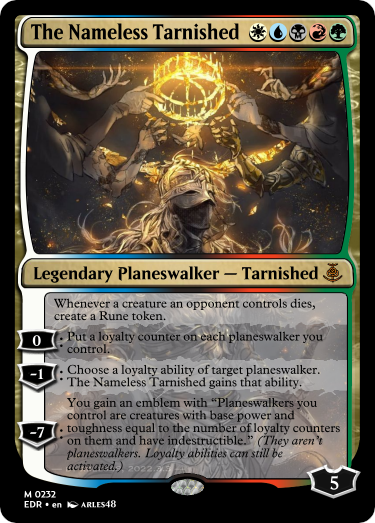 The Nameless Tarnished
Legendary Planeswalker — Tarnished
Whenever a creature an opponent controls dies,
create a Rune token.
0: Put a loyalty counter on each planeswalker you
control.
-1: Choose a loyalty ability of target planeswalker.
The Nameless Tarnished gains that ability.
You gain an emblem with “Planeswalkers you
control are creatures with base power and
-7: toughness equal to the number of loyalty counters
on them and have indestructible.” (They aren’t
planeswalkers. Loyalty abilities can still be
activated.)
5
M 0232
EDR • en ARLES48